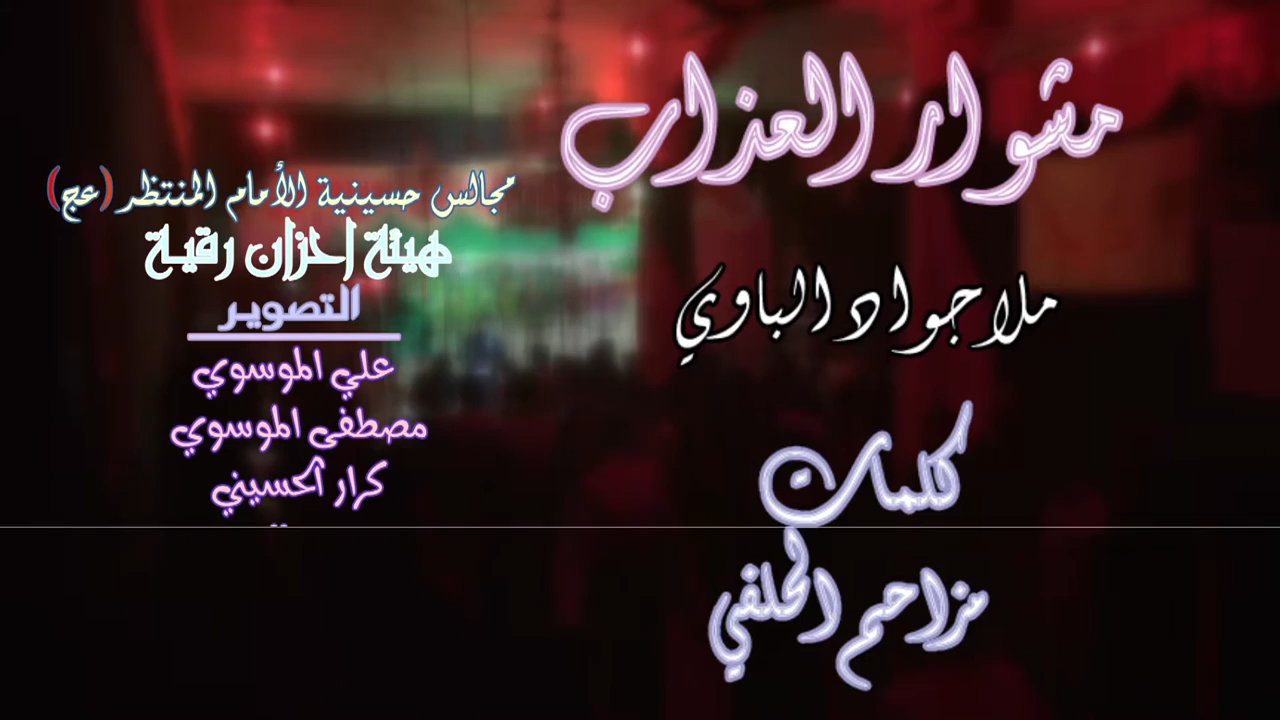 مشوار العذاب
ملا جواد الباوي
كلمات
مزاحم الحلفي
مجالس حسينية الأمام المنتظر (عج)
هيئة احزان رقية
التصوير
علي الموسوي
مصطفى الموسوي
كرار الحسيني